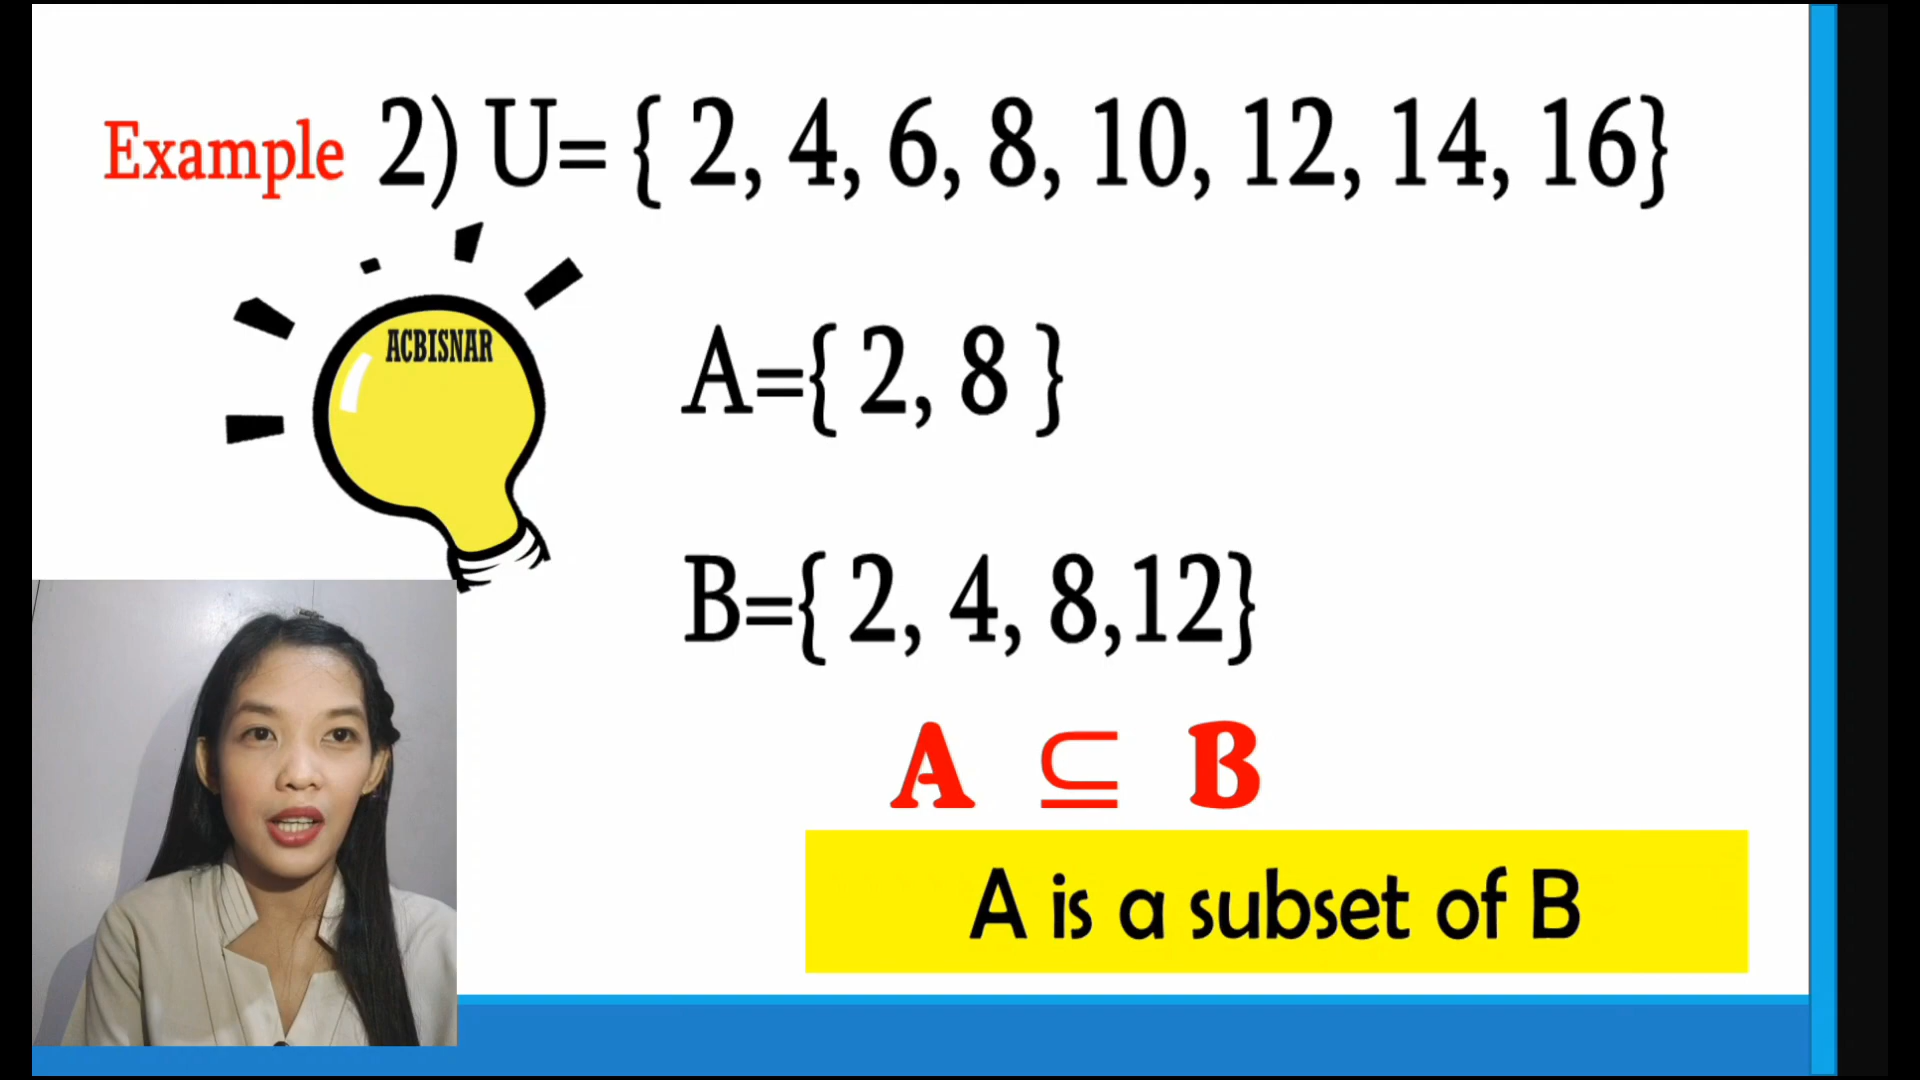 Example 2) U= { 2, 4, 6, 8, 10, 12, 14, 16}
ACBISNAR
A={ 2, 8 }
B={ 2, 4, 8,12}
A ⊆ B
A is a subset of B